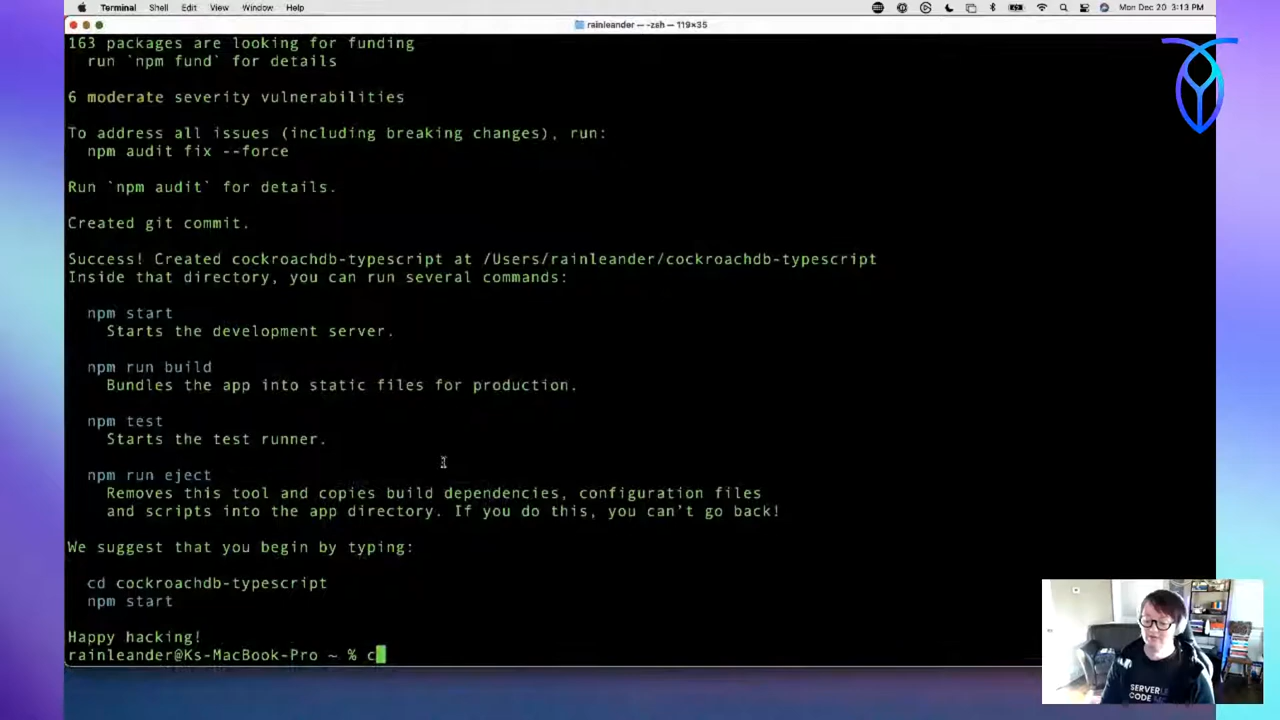 Terminal Shell Edit View Window Help Mon Dec 20 3:13 PM
rainleander — -zsh — 119×35
163 packages are looking for funding
run `npm fund` for details
6 moderate severity vulnerabilities
To address all issues (including breaking changes), run:
npm audit fix --force
Run `npm audit` for details.
Created git commit.
Success! Created cockroachdb-typescript at /Users/rainleander/cockroachdb-typescript
Inside that directory, you can run several commands:
npm start
Starts the development server.
npm run build
Bundles the app into static files for production.
npm test
Starts the test runner.
npm run eject
Removes this tool and copies build dependencies, configuration files
and scripts into the app directory. If you do this, you can't go back!
We suggest that you begin by typing:
cd cockroachdb-typescript
npm start
Happy hacking!
rainleander@Ks-MacBook-Pro ~ % c
CODE